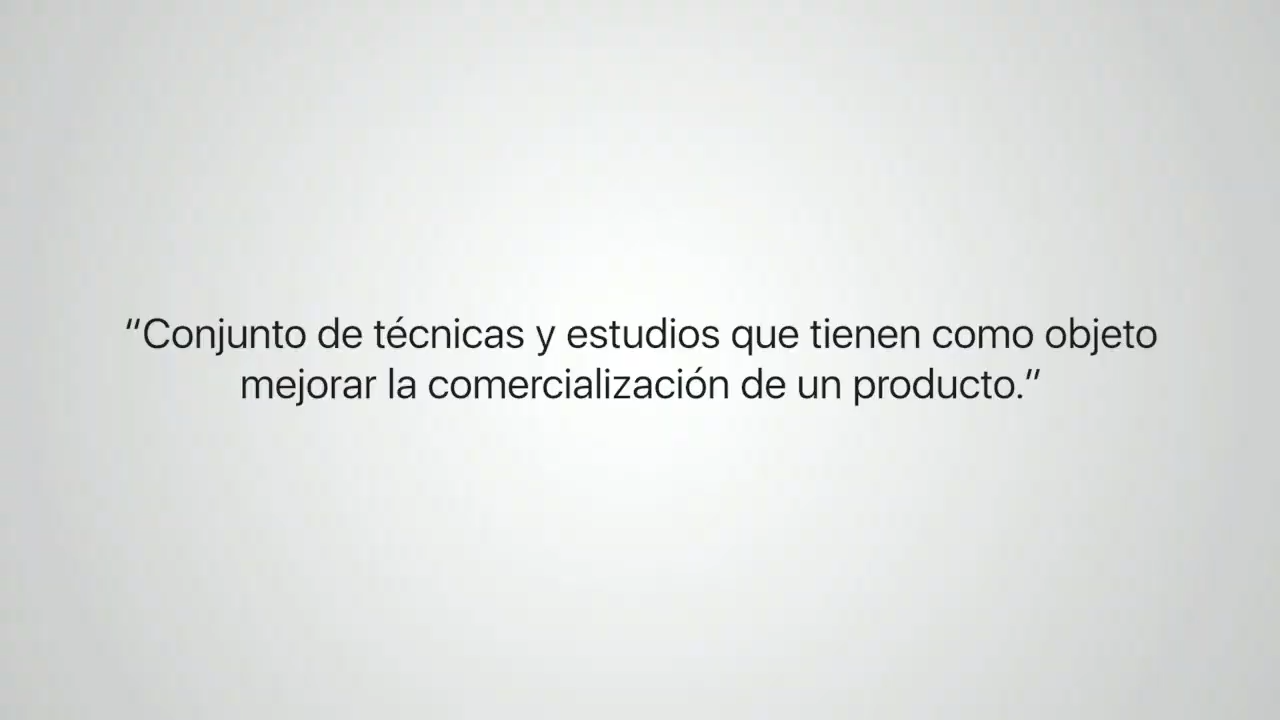 “Conjunto de técnicas y estudios que tienen como objeto
mejorar la comercialización de un producto.”